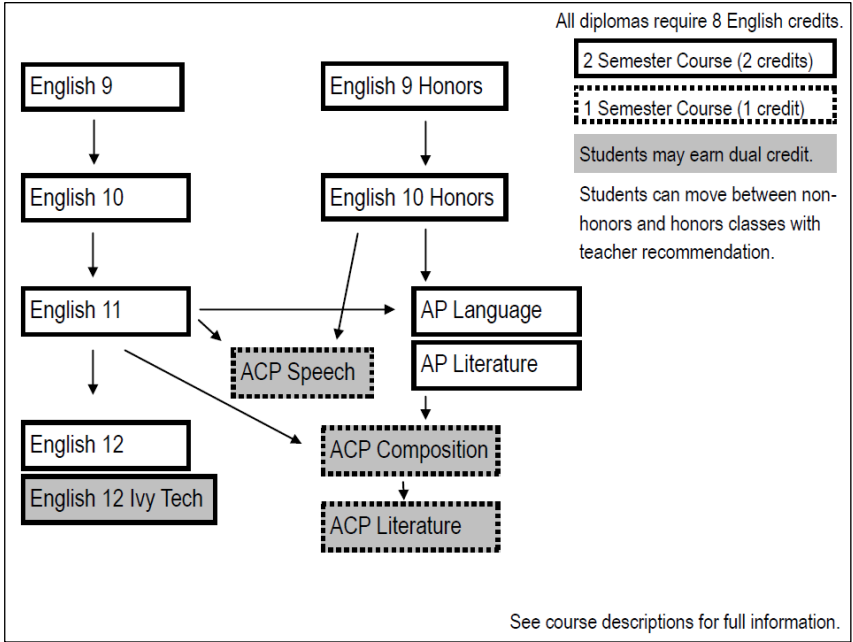 All diplomas require 8 English credits.
2 Semester Course (2 credits)
1 Semester Course (1 credit)
Students may earn dual credit.
Students can move between non-
honors and honors classes with
teacher recommendation.
English 9
English 9 Honors
English 10
English 10 Honors
English 11
AP Language
AP Literature
ACP Speech
English 12
ACP Composition
English 12 Ivy Tech
ACP Literature
See course descriptions for full information.